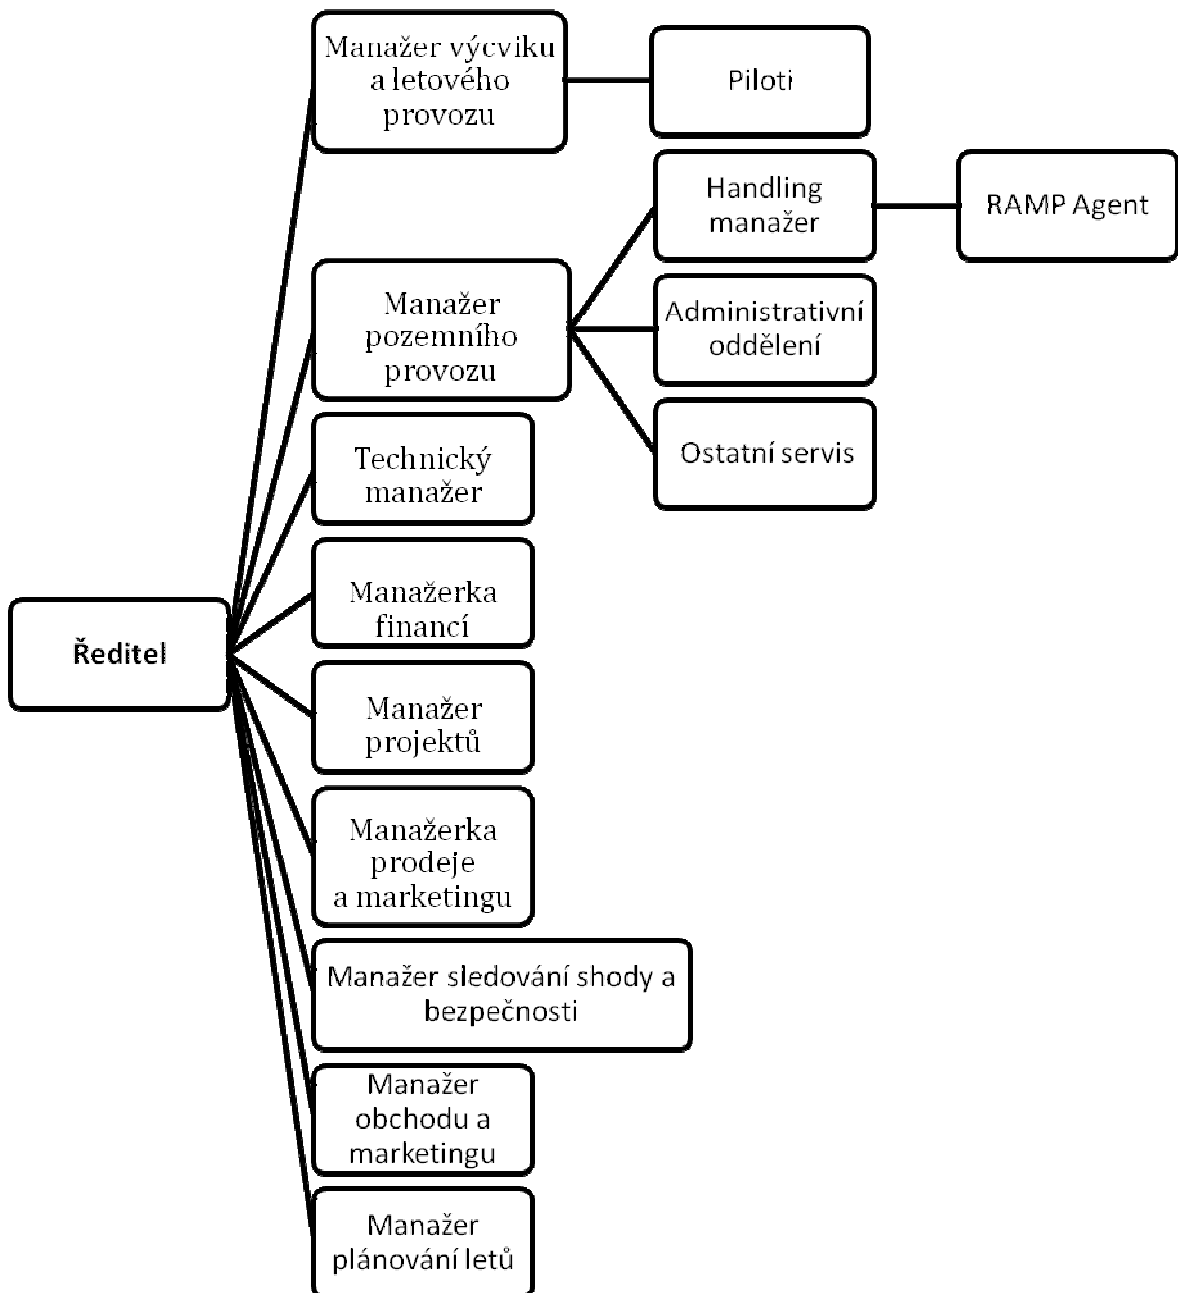 Manažer výcviku
a letového
provozu
Piloti
Handling
manažer
RAMP Agent
Manažer
pozemního
provozu
Administrativní
oddělení
Ostatní servis
Technický
manažer
Manažerka
financí
Ředitel
Manažer
projektů
Manažerka
prodeje
a marketingu
Manažer sledování shody a
bezpečnosti
Manažer
obchodu a
marketingu
Manažer
plánování letů